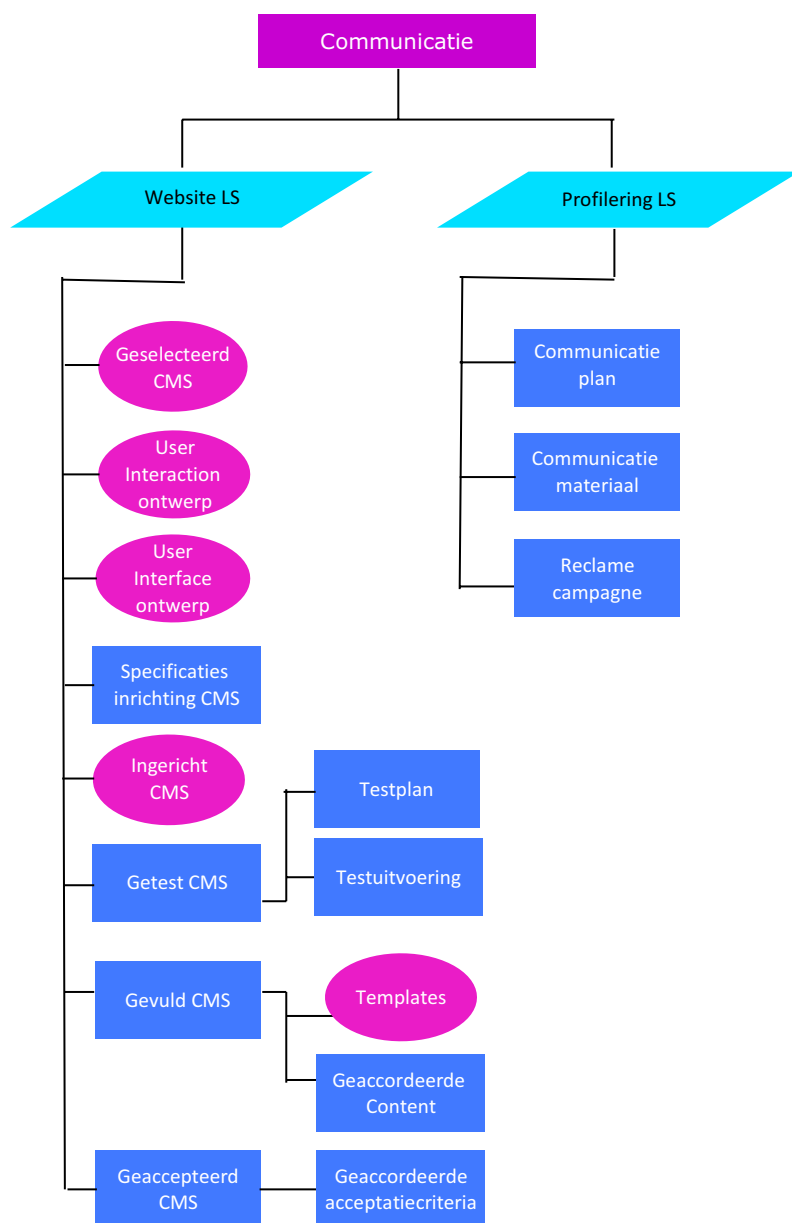 Communicatie
Website LS
Profilering LS
Geselecteerd
CMS
User
Interaction
ontwerp
User
Interface
ontwerp
Specificaties
inrichting CMS
Ingericht
CMS
Getest CMS
Testplan
Testuitvoering
Gevuld CMS
Templates
Geaccordeerde
Content
Geaccepteerd
CMS
Geaccordeerde
acceptatiecriteria
Communicatie
plan
Communicatie
materiaal
Reclame
campagne